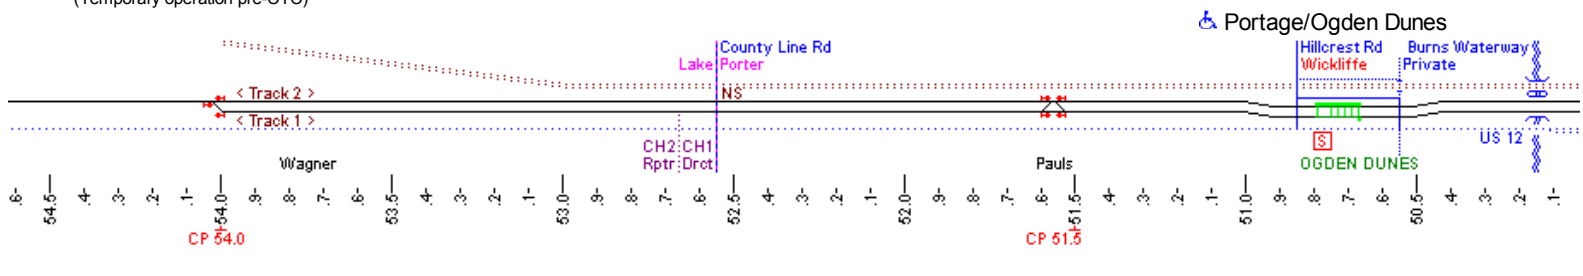 (Temporary operation pre-CTC)
♿ Portage/Ogden Dunes
County Line Rd
Hillcrest Rd
Burns Waterway
Lake
Porter
Wickliffe
Private
< Track 2 >
NS
< Track 1 >
CH2
CH1
S
US 12
Wagner
Rptr
Drct
Pauls
OGDEN DUNES
.6- 54.5- .4- .3- .2- .1- 54.0 .9- .8- .7- .6- 53.5- .4- .3- .2- .1- 53.0- .9- .8- .7- .6- 52.5- .4- .3- .2- .1- 52.0- .9- .8- .7- .6- 51.5 .4- .3- .2- .1- 51.0- .9- .8- .7- .6- 50.5- .4- .3- .2- .1-
CP 54.0
CP 51.5